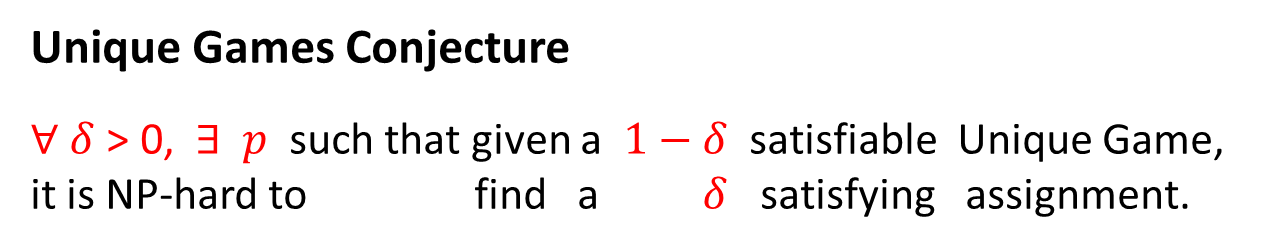 Unique Games Conjecture
∀ δ > 0, ∃ p such that given a 1 − δ satisfiable Unique Game,
it is NP-hard to find a δ satisfying assignment.